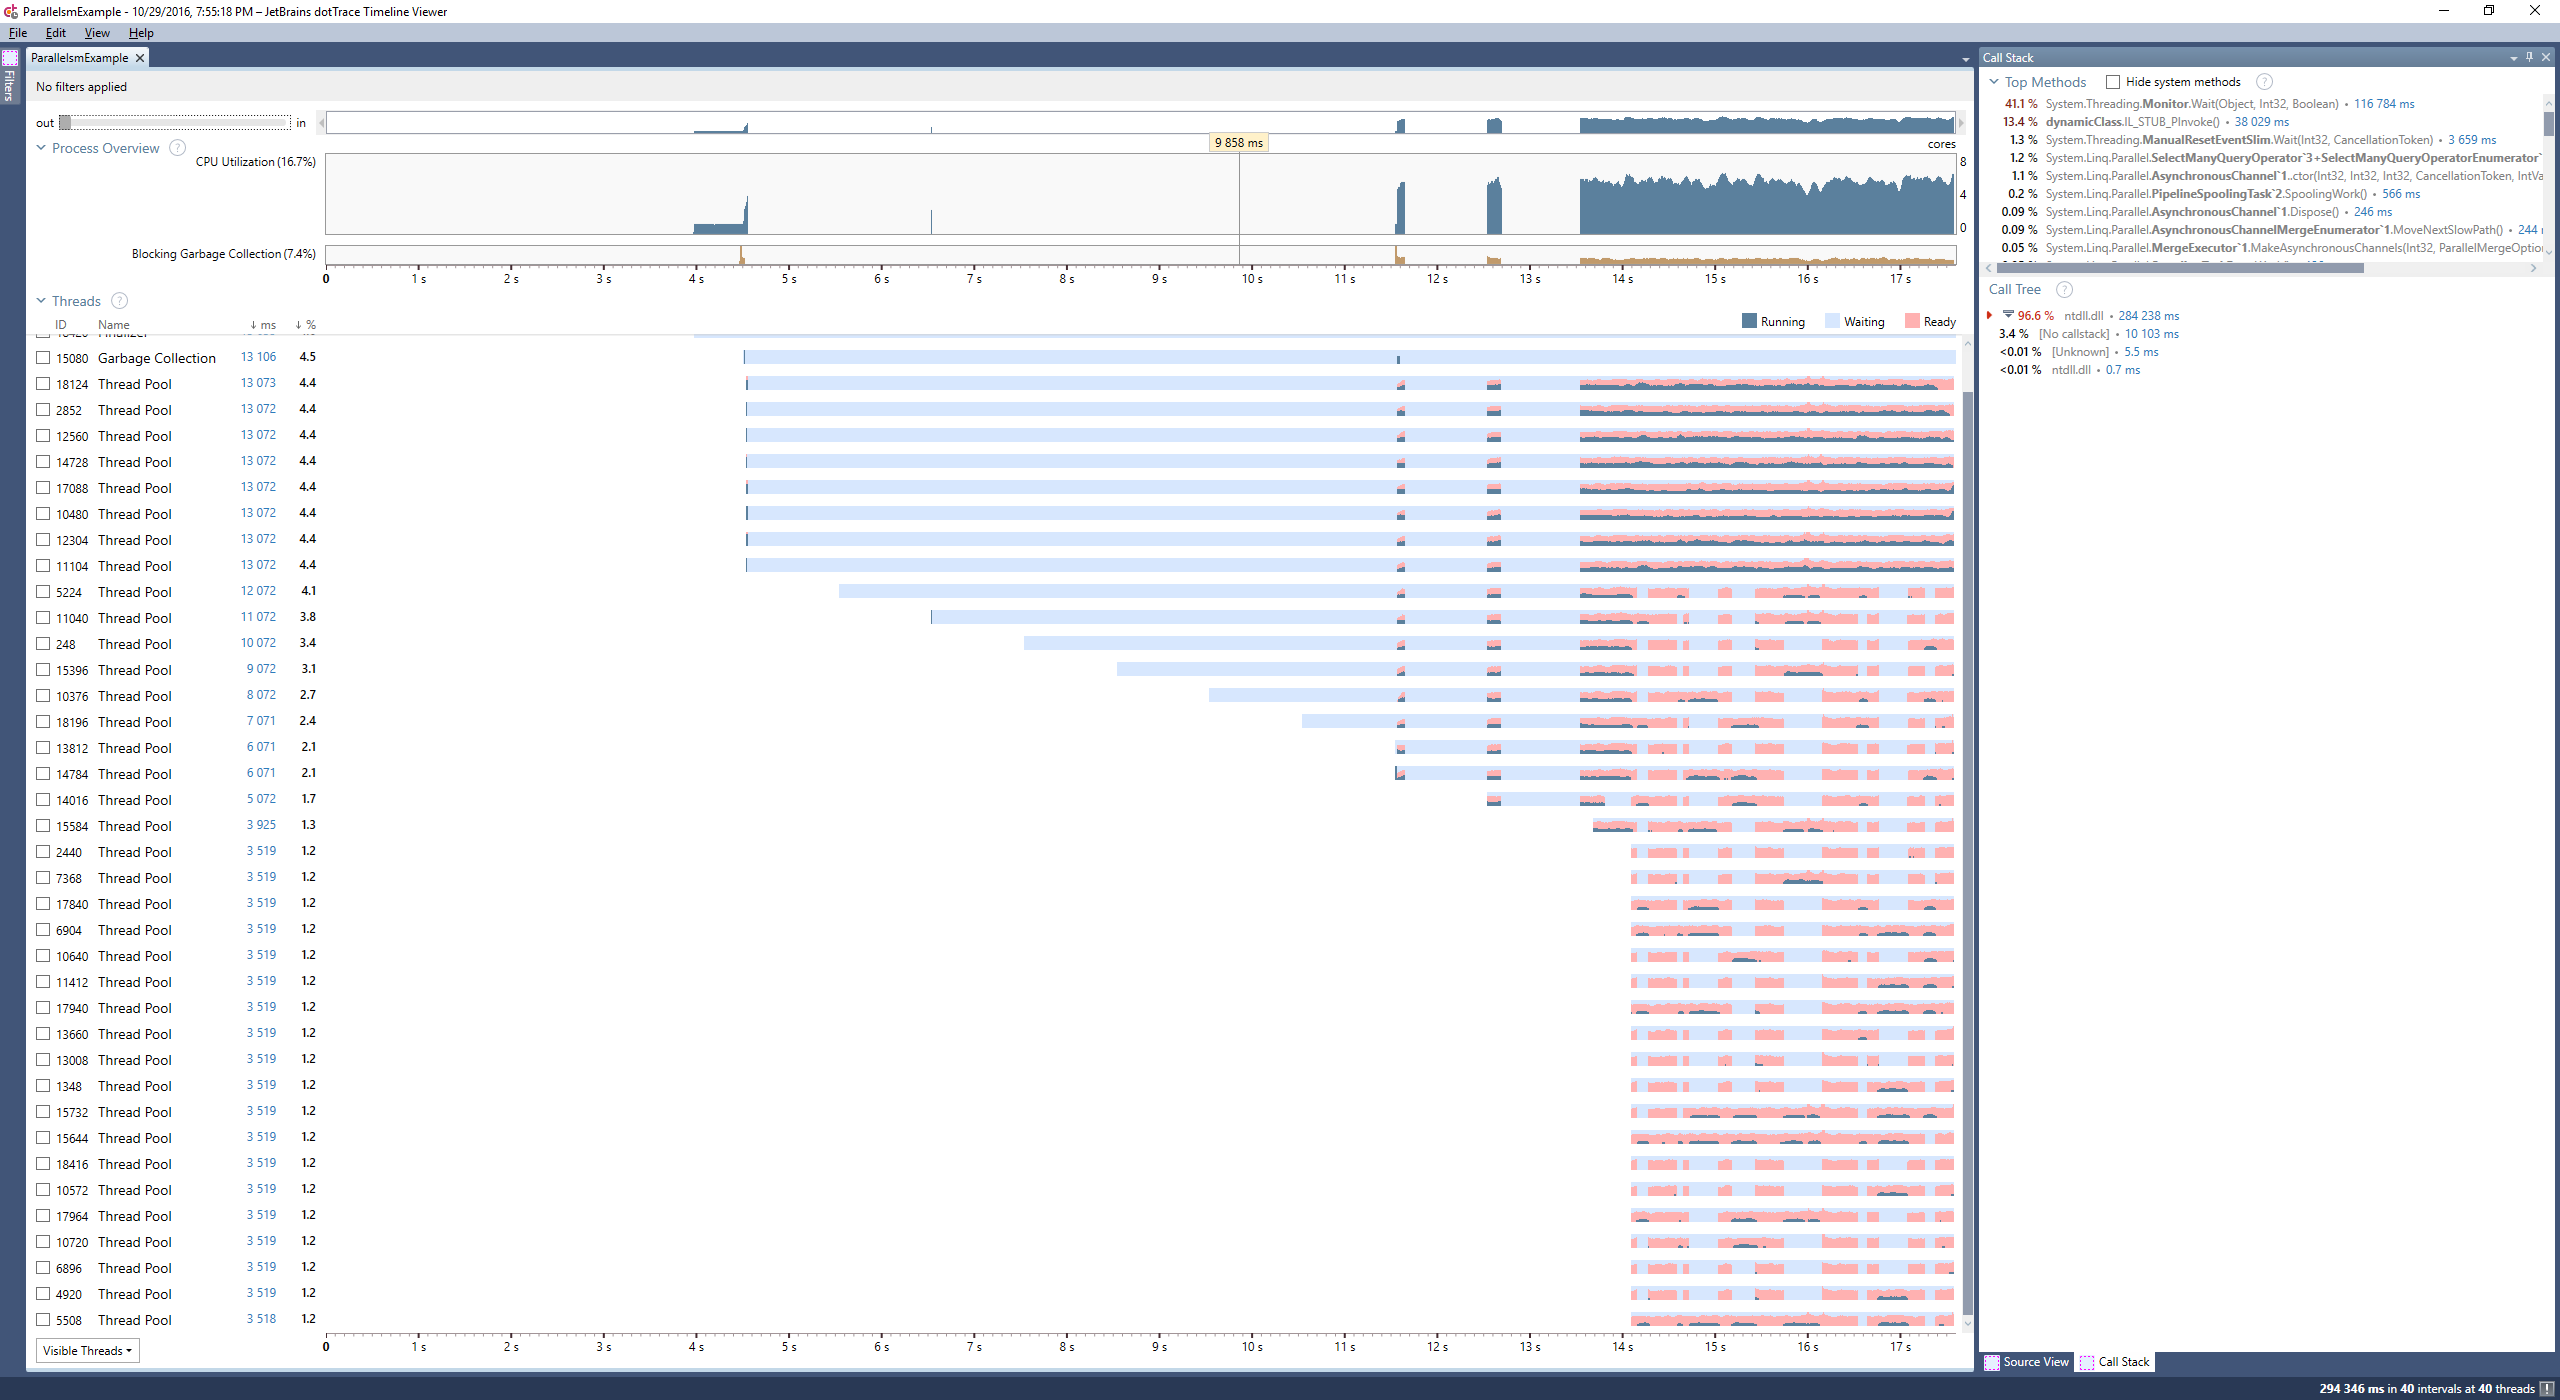 ParallelsmExample - 10/29/2016, 7:55:18 PM – JetBrains dotTrace Timeline Viewer
File Edit View Help
Filters
ParallelsmExample
No filters applied
out in
9 858 ms
Process Overview ?
cores
CPU Utilization (16.7%)
8
4
0
Blocking Garbage Collection (7.4%)
0 1 s 2 s 3 s 4 s 5 s 6 s 7 s 8 s 9 s 10 s 11 s 12 s 13 s 14 s 15 s 16 s 17 s
Threads ?
ID Name ↓ ms ↓ %
Running Waiting Ready
15080 Garbage Collection 13 106 4.5
18124 Thread Pool 13 073 4.4
2852 Thread Pool 13 072 4.4
12560 Thread Pool 13 072 4.4
14728 Thread Pool 13 072 4.4
17088 Thread Pool 13 072 4.4
10480 Thread Pool 13 072 4.4
12304 Thread Pool 13 072 4.4
11104 Thread Pool 13 072 4.4
5224 Thread Pool 12 072 4.1
11040 Thread Pool 11 072 3.8
248 Thread Pool 10 072 3.4
15396 Thread Pool 9 072 3.1
10376 Thread Pool 8 072 2.7
18196 Thread Pool 7 071 2.4
13812 Thread Pool 6 071 2.1
14784 Thread Pool 6 071 2.1
14016 Thread Pool 5 072 1.7
15584 Thread Pool 3 925 1.3
2440 Thread Pool 3 519 1.2
7368 Thread Pool 3 519 1.2
17840 Thread Pool 3 519 1.2
6904 Thread Pool 3 519 1.2
10640 Thread Pool 3 519 1.2
11412 Thread Pool 3 519 1.2
17940 Thread Pool 3 519 1.2
13660 Thread Pool 3 519 1.2
13008 Thread Pool 3 519 1.2
1348 Thread Pool 3 519 1.2
15732 Thread Pool 3 519 1.2
15644 Thread Pool 3 519 1.2
18416 Thread Pool 3 519 1.2
10572 Thread Pool 3 519 1.2
17964 Thread Pool 3 519 1.2
10720 Thread Pool 3 519 1.2
6896 Thread Pool 3 519 1.2
4920 Thread Pool 3 519 1.2
5508 Thread Pool 3 518 1.2
0 1 s 2 s 3 s 4 s 5 s 6 s 7 s 8 s 9 s 10 s 11 s 12 s 13 s 14 s 15 s 16 s 17 s
Visible Threads
Call Stack
Top Methods Hide system methods ?
41.1 % System.Threading.Monitor.Wait(Object, Int32, Boolean) • 116 784 ms
13.4 % dynamicClass.IL_STUB_PInvoke() • 38 029 ms
1.3 % System.Threading.ManualResetEventSlim.Wait(Int32, CancellationToken) • 3 659 ms
1.2 % System.Linq.Parallel.SelectManyQueryOperator`3+SelectManyQueryOperatorEnumerator`
1.1 % System.Linq.Parallel.AsynchronousChannel`1..ctor(Int32, Int32, Int32, CancellationToken, IntVa
0.2 % System.Linq.Parallel.PipelineSpoolingTask`2.SpoolingWork() • 566 ms
0.09 % System.Linq.Parallel.AsynchronousChannel`1.Dispose() • 246 ms
0.09 % System.Linq.Parallel.AsynchronousChannelMergeEnumerator`1.MoveNextSlowPath() • 244
0.05 % System.Linq.Parallel.MergeExecutor`1.MakeAsynchronousChannels(Int32, ParallelMergeOptio
Call Tree ?
96.6 % ntdll.dll • 284 238 ms
3.4 % [No callstack] • 10 103 ms
<0.01 % [Unknown] • 5.5 ms
<0.01 % ntdll.dll • 0.7 ms
Source View Call Stack
294 346 ms in 40 intervals at 40 threads